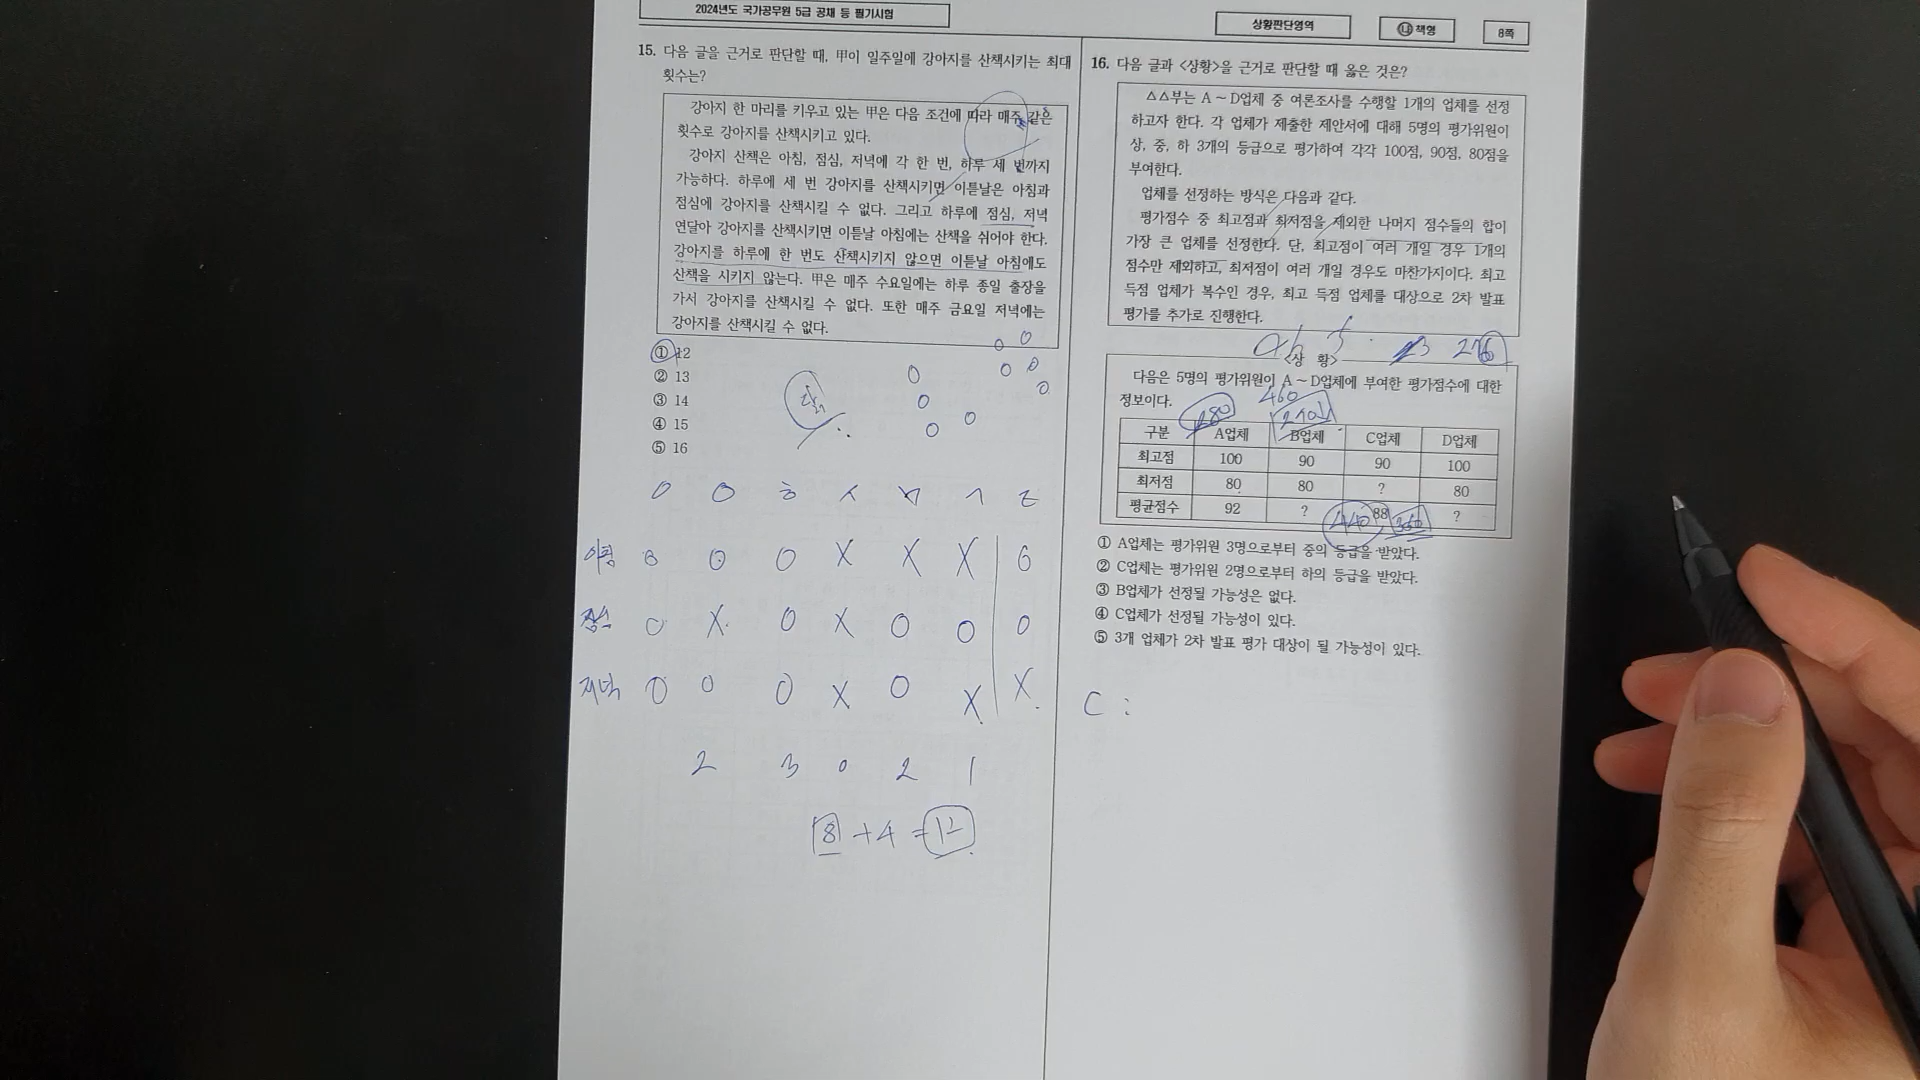 2024년도 국가공무원 5급 공채 등 필기시험
상황판단영역
㉯ 책형
8쪽
15. 다음 글을 근거로 판단할 때, 甲이 일주일에 강아지를 산책시키는 최대
횟수는?
강아지 한 마리를 키우고 있는 甲은 다음 조건에 따라 매주 같은
횟수로 강아지를 산책시키고 있다.
강아지 산책은 아침, 점심, 저녁에 각 한 번, 하루 세 번까지
가능하다. 하루에 세 번 강아지를 산책시키면 이튿날은 아침과
점심에 강아지를 산책시킬 수 없다. 그리고 하루에 점심, 저녁
연달아 강아지를 산책시키면 이튿날 아침에는 산책을 쉬어야 한다.
강아지를 하루에 한 번도 산책시키지 않으면 이튿날 아침에도
산책을 시키지 않는다. 甲은 매주 수요일에는 하루 종일 출장을
가서 강아지를 산책시킬 수 없다. 또한 매주 금요일 저녁에는
강아지를 산책시킬 수 없다.
① 12
② 13
③ 14
④ 15
⑤ 16
아침 O O O X X X O
점심 O X O X O O O
저녁 O O O X O X X
2 3 0 2 1
8 + 4 = 12
16. 다음 글과 <상황>을 근거로 판단할 때 옳은 것은?
△△부는 A ~ D업체 중 여론조사를 수행할 1개의 업체를 선정
하고자 한다. 각 업체가 제출한 제안서에 대해 5명의 평가위원이
상, 중, 하 3개의 등급으로 평가하여 각각 100점, 90점, 80점을
부여한다.
업체를 선정하는 방식은 다음과 같다.
평가점수 중 최고점과 최저점을 제외한 나머지 점수들의 합이
가장 큰 업체를 선정한다. 단, 최고점이 여러 개일 경우 1개의
점수만 제외하고, 최저점이 여러 개일 경우도 마찬가지이다. 최고
득점 업체가 복수인 경우, 최고 득점 업체를 대상으로 2차 발표
평가를 추가로 진행한다.
<상 황>
다음은 5명의 평가위원이 A ~ D업체에 부여한 평가점수에 대한
정보이다.
460
280 270
구분 A업체 B업체 C업체 D업체
최고점 100 90 90 100
최저점 80 80 ? 80
평균점수 92 ? 88 ?
440 360
① A업체는 평가위원 3명으로부터 중의 등급을 받았다.
② C업체는 평가위원 2명으로부터 하의 등급을 받았다.
③ B업체가 선정될 가능성은 없다.
④ C업체가 선정될 가능성이 있다.
⑤ 3개 업체가 2차 발표 평가 대상이 될 가능성이 있다.
C :